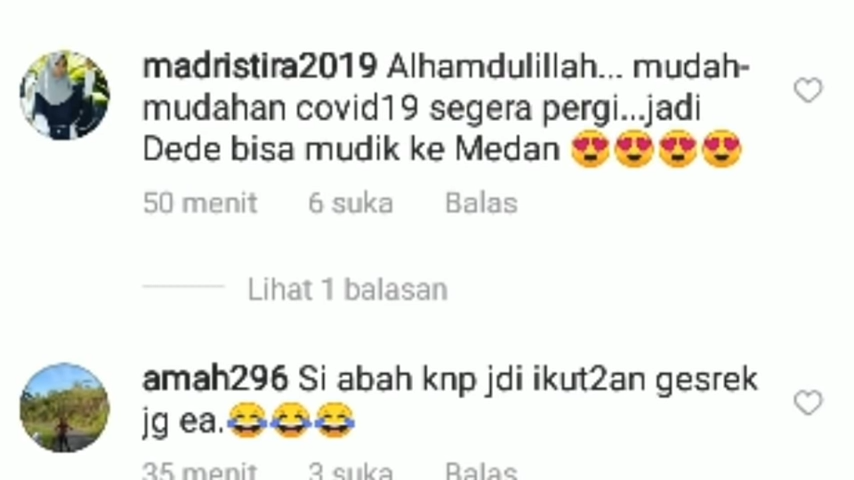 madristira2019 Alhamdulillah... mudah-
mudahan covid19 segera pergi...jadi
Dede bisa mudik ke Medan 😍😍😍😍
50 menit 6 suka Balas
Lihat 1 balasan
amah296 Si abah knp jdi ikut2an gesrek
jg ea.😂😂😂
35 menit 3 suka Balas